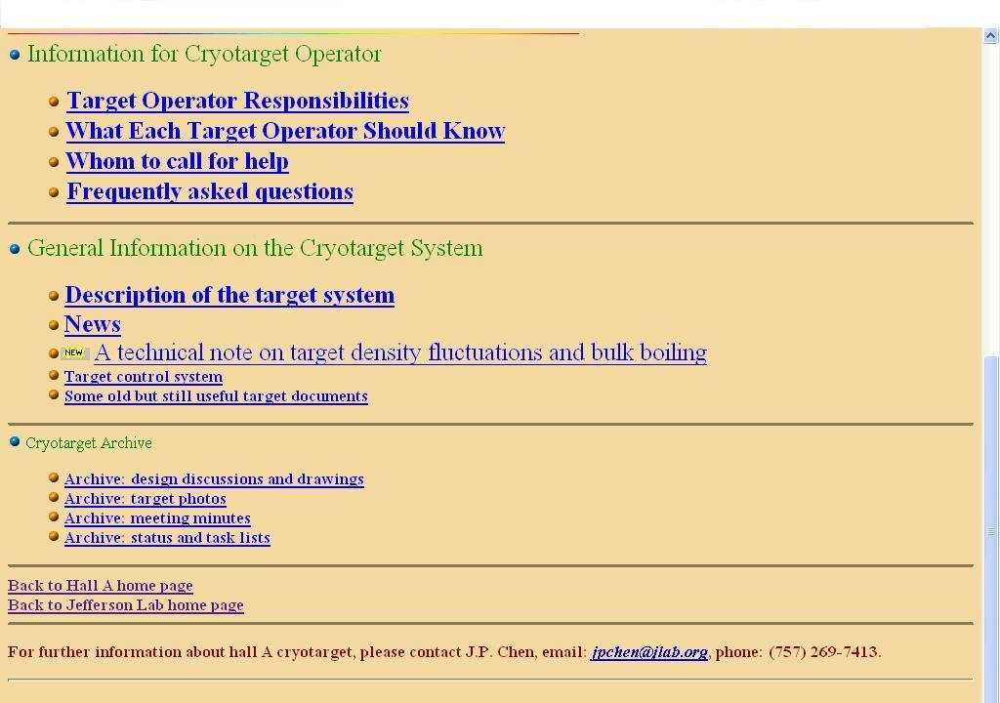 Information for Cryotarget Operator
Target Operator Responsibilities
What Each Target Operator Should Know
Whom to call for help
Frequently asked questions
General Information on the Cryotarget System
Description of the target system
News
NEW A technical note on target density fluctuations and bulk boiling
Target control system
Some old but still useful target documents
Cryotarget Archive
Archive: design discussions and drawings
Archive: target photos
Archive: meeting minutes
Archive: status and task lists
Back to Hall A home page
Back to Jefferson Lab home page
For further information about hall A cryotarget, please contact J.P. Chen, email: jpchen@jlab.org, phone: (757) 269-7413.